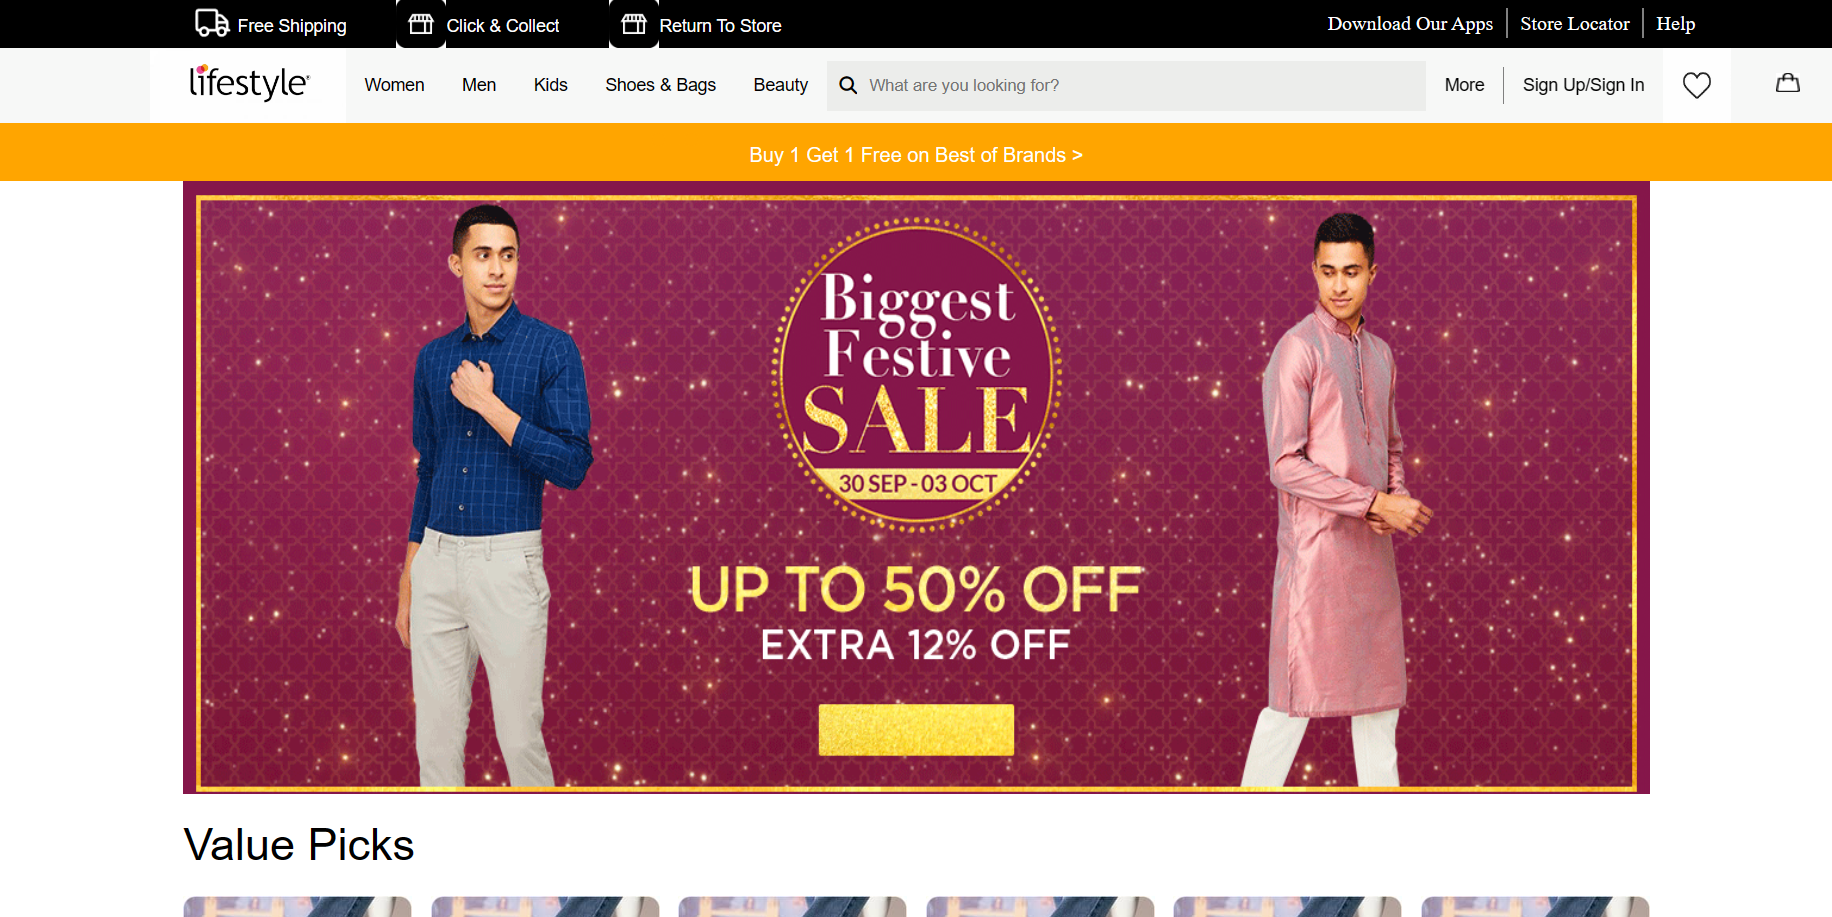 Free Shipping
Click & Collect
Return To Store
Download Our Apps
Store Locator
Help
lifestyle
Women
Men
Kids
Shoes & Bags
Beauty
What are you looking for?
More
Sign Up/Sign In
Buy 1 Get 1 Free on Best of Brands >
Biggest
Festive
SALE
30 SEP - 03 OCT
UP TO 50% OFF
EXTRA 12% OFF
Value Picks